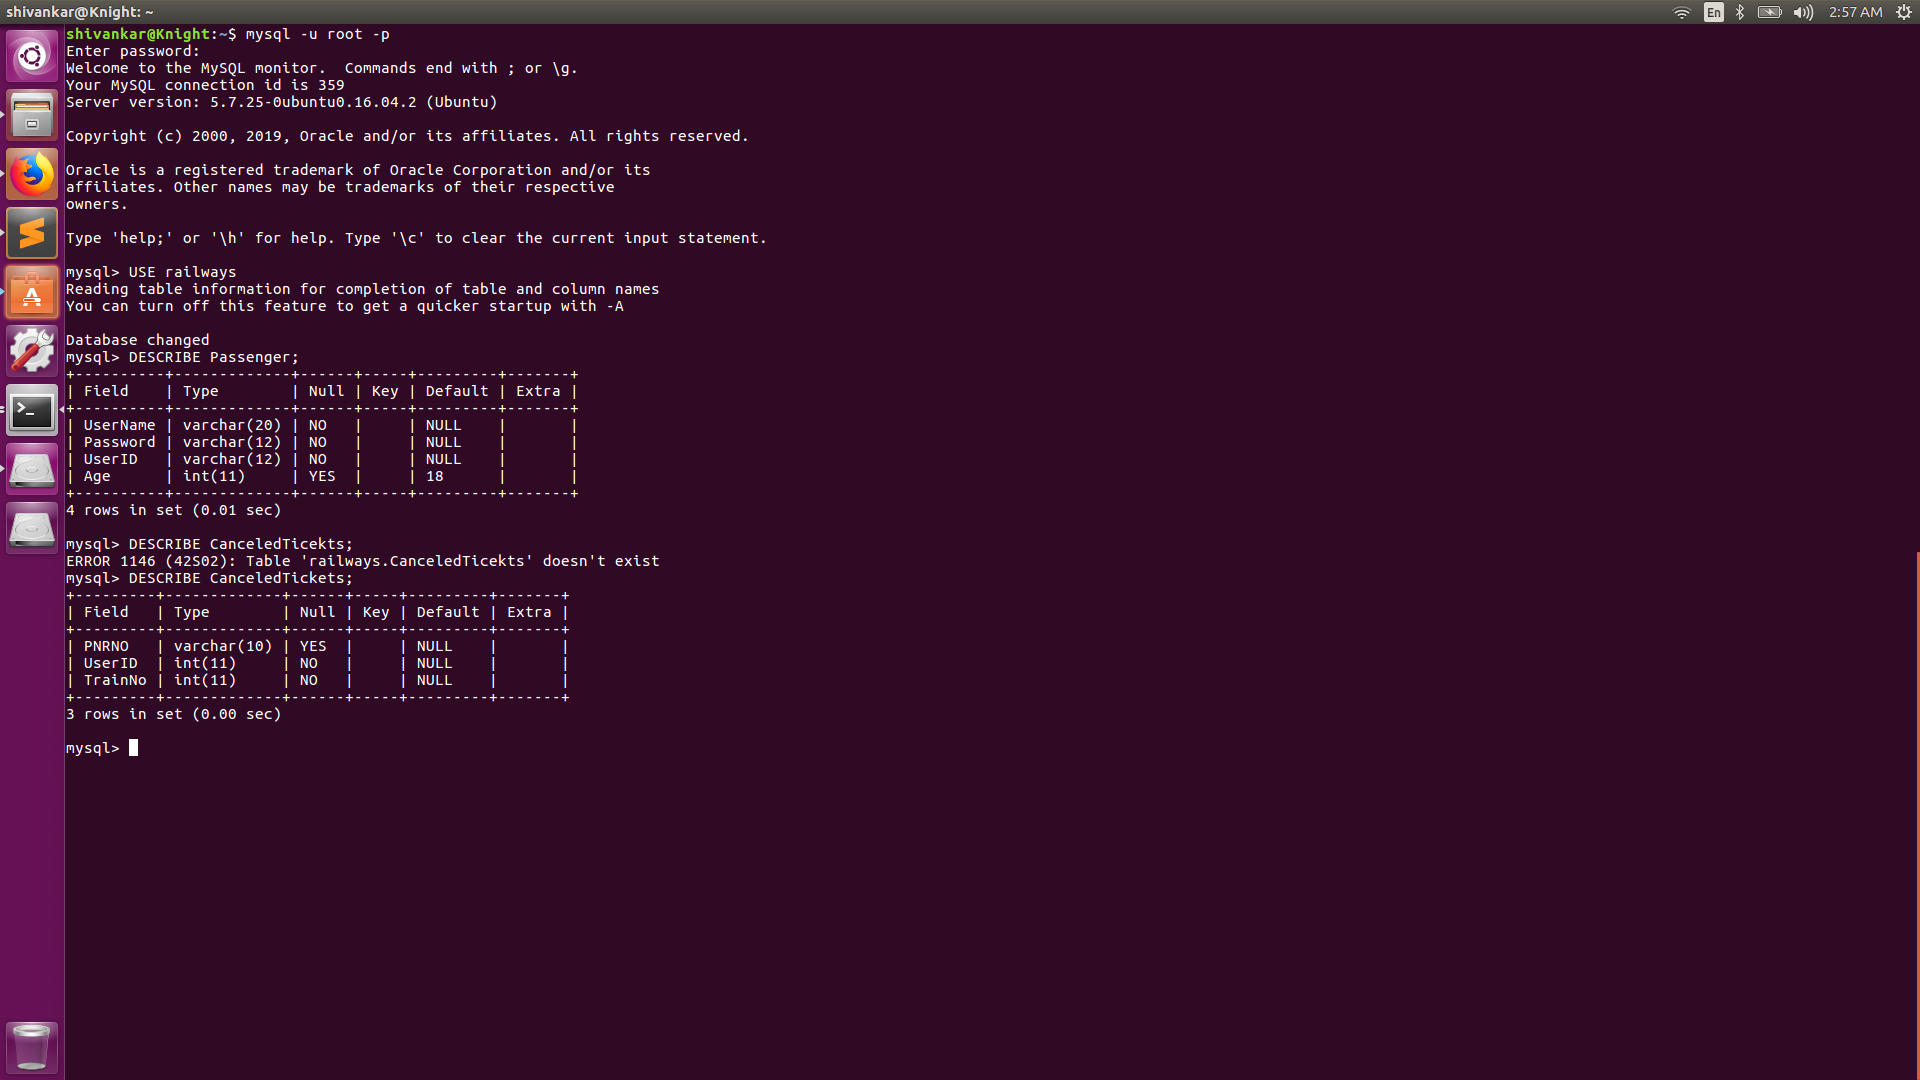 shivankar@Knight: ~
En
2:57 AM
shivankar@Knight:~$ mysql -u root -p
Enter password:
Welcome to the MySQL monitor.  Commands end with ; or \g.
Your MySQL connection id is 359
Server version: 5.7.25-0ubuntu0.16.04.2 (Ubuntu)
Copyright (c) 2000, 2019, Oracle and/or its affiliates. All rights reserved.
Oracle is a registered trademark of Oracle Corporation and/or its
affiliates. Other names may be trademarks of their respective
owners.
Type 'help;' or '\h' for help. Type '\c' to clear the current input statement.
mysql> USE railways
Reading table information for completion of table and column names
You can turn off this feature to get a quicker startup with -A
Database changed
mysql> DESCRIBE Passenger;
+----------+-------------+------+-----+---------+-------+
| Field    | Type        | Null | Key | Default | Extra |
+----------+-------------+------+-----+---------+-------+
| UserName | varchar(20) | NO   |     | NULL    |       |
| Password | varchar(12) | NO   |     | NULL    |       |
| UserID   | varchar(12) | NO   |     | NULL    |       |
| Age      | int(11)     | YES  |     | 18      |       |
+----------+-------------+------+-----+---------+-------+
4 rows in set (0.01 sec)
mysql> DESCRIBE CanceledTicekts;
ERROR 1146 (42S02): Table 'railways.CanceledTicekts' doesn't exist
mysql> DESCRIBE CanceledTickets;
+---------+-------------+------+-----+---------+-------+
| Field   | Type        | Null | Key | Default | Extra |
+---------+-------------+------+-----+---------+-------+
| PNRNO   | varchar(10) | YES  |     | NULL    |       |
| UserID  | int(11)     | NO   |     | NULL    |       |
| TrainNo | int(11)     | NO   |     | NULL    |       |
+---------+-------------+------+-----+---------+-------+
3 rows in set (0.00 sec)
mysql>